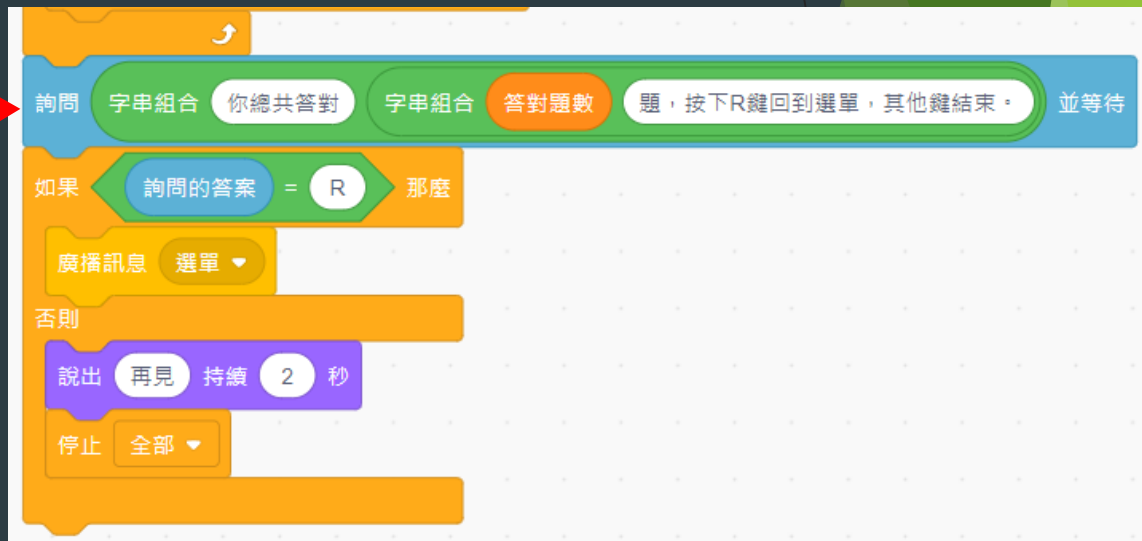 詢問 字串組合 你總共答對 字串組合 答對題數 題，按下R鍵回到選單，其他鍵結束。 並等待
如果 詢問的答案 = R 那麼
廣播訊息 選單
否則
說出 再見 持續 2 秒
停止 全部